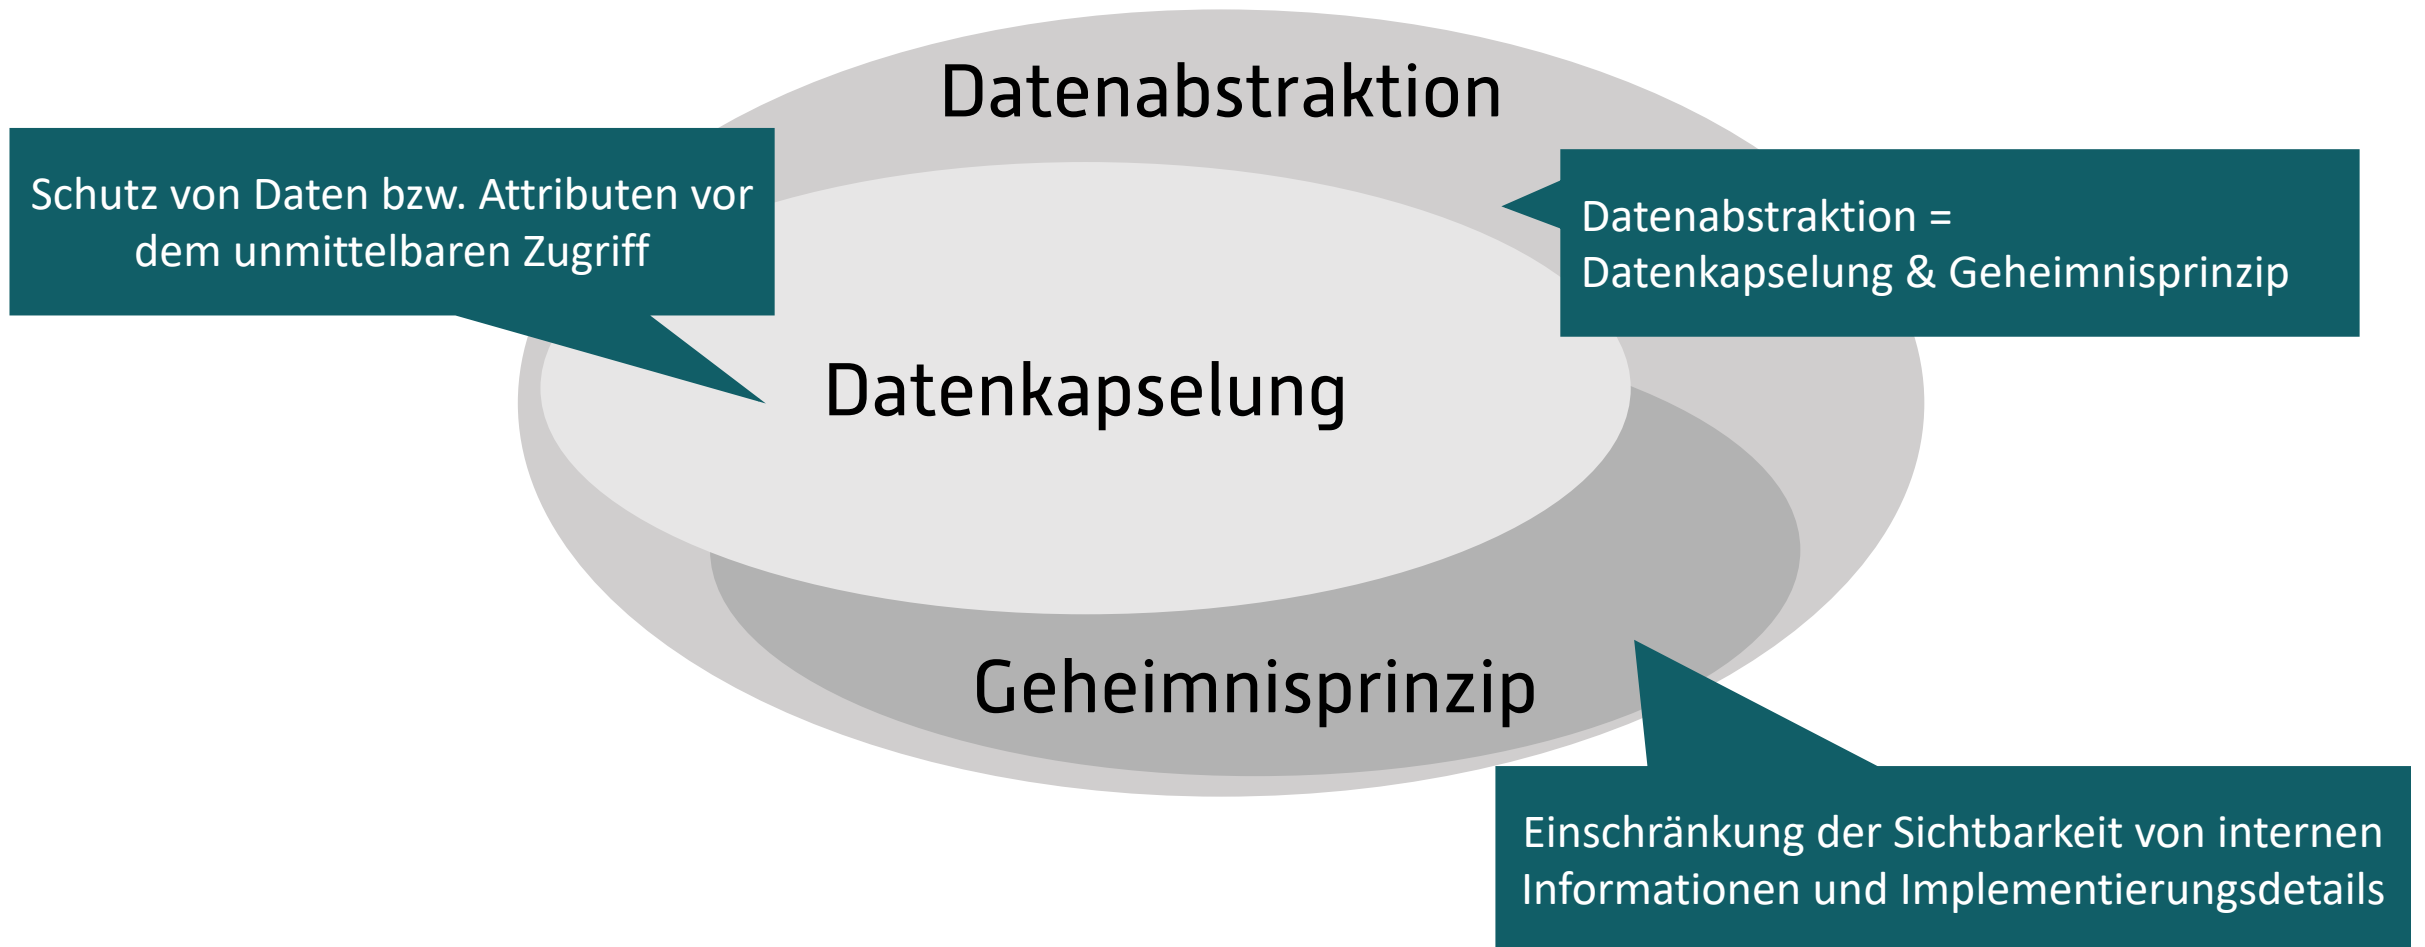 Datenabstraktion
Schutz von Daten bzw. Attributen vor
dem unmittelbaren Zugriff
Datenabstraktion =
Datenkapselung & Geheimnisprinzip
Datenkapselung
Geheimnisprinzip
Einschränkung der Sichtbarkeit von internen
Informationen und Implementierungsdetails